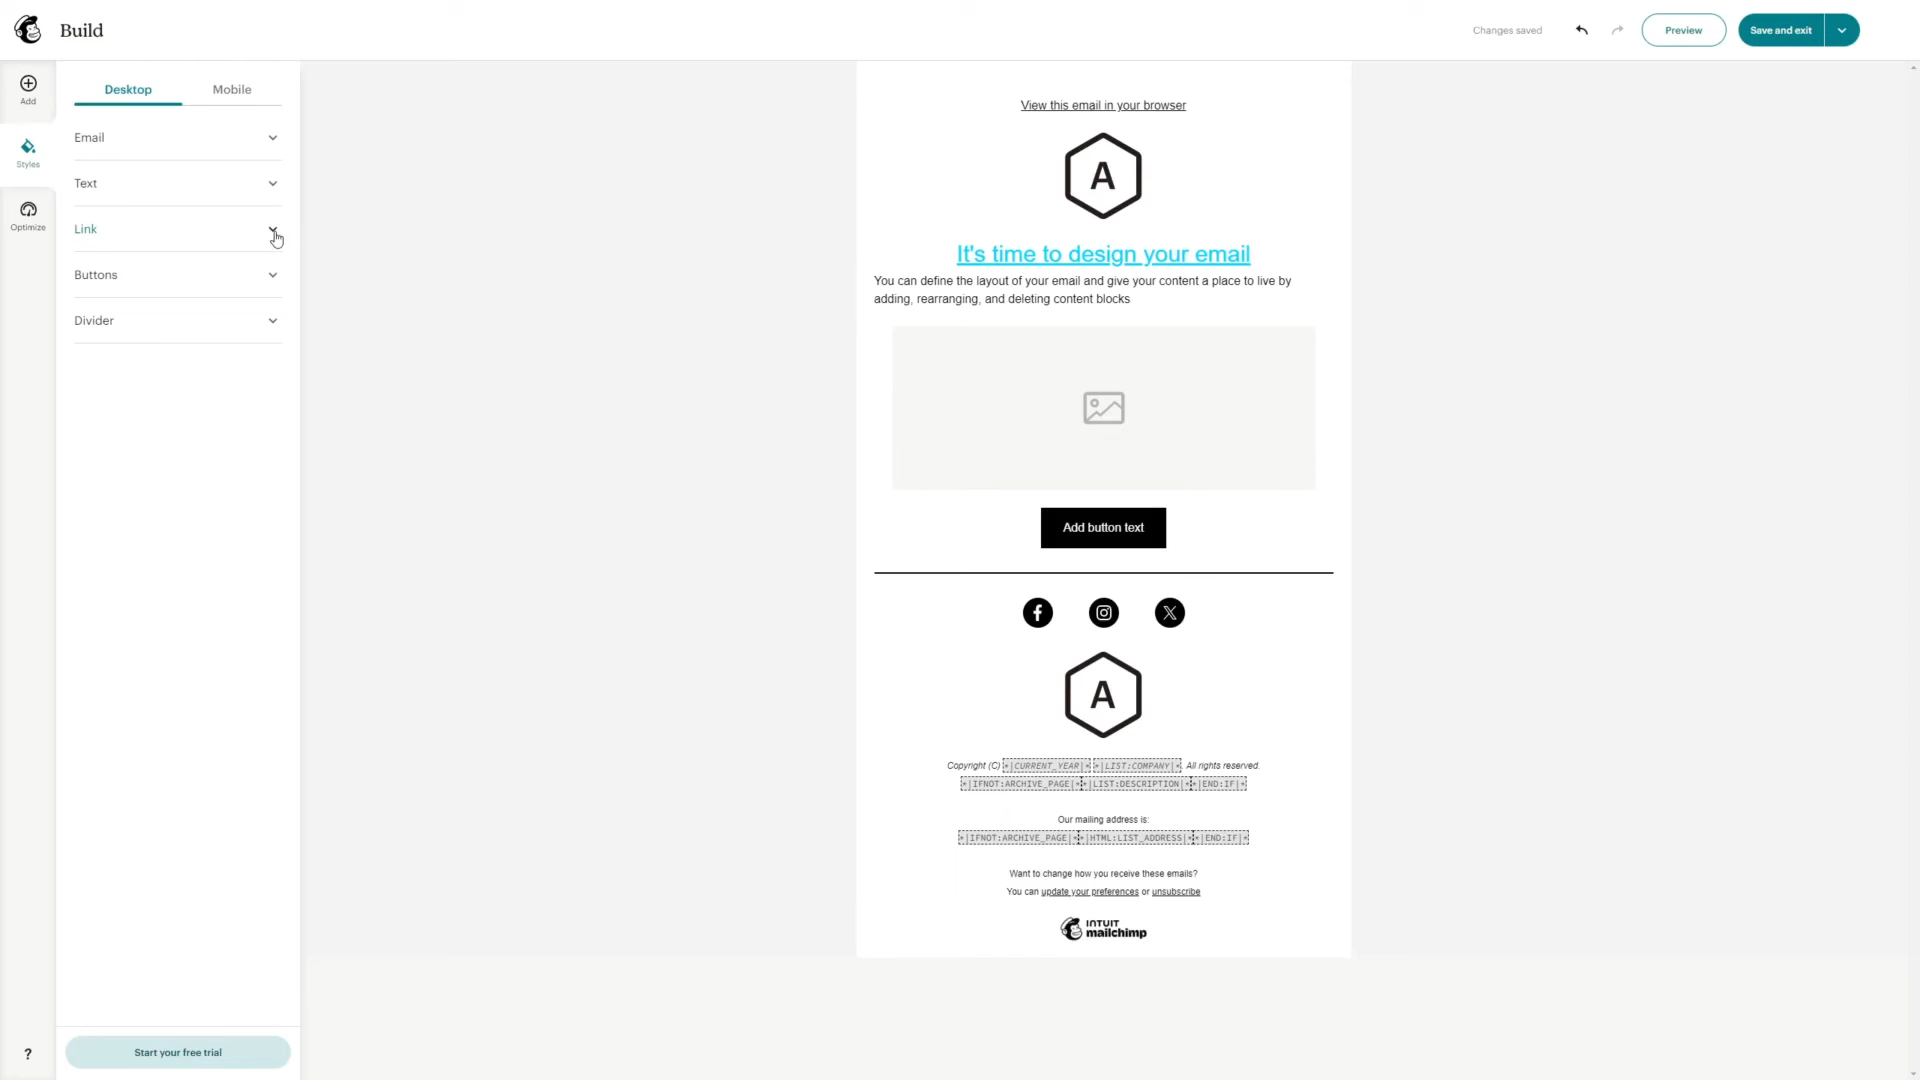 Build
Changes saved
Preview
Save and exit
Add
Styles
Optimize
Desktop
Mobile
Email
Text
Link
Buttons
Divider
View this email in your browser
A
It's time to design your email
You can define the layout of your email and give your content a place to live by
adding, rearranging, and deleting content blocks
Add button text
A
Copyright (C) *|CURRENT_YEAR|* *|LIST:COMPANY|*. All rights reserved.
*|IFNOT:ARCHIVE_PAGE|**|LIST:DESCRIPTION|**|END:IF|*
Our mailing address is:
*|IFNOT:ARCHIVE_PAGE|**|HTML:LIST_ADDRESS|**|END:IF|*
Want to change how you receive these emails?
You can update your preferences or unsubscribe
INTUIT
mailchimp
?
Start your free trial